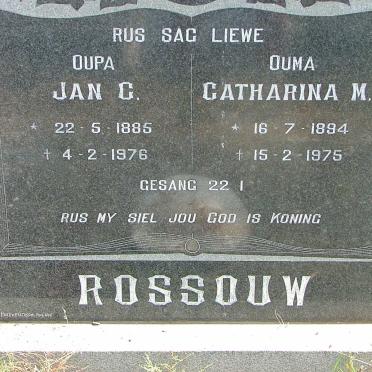 RUS SAG LIEWE
OUPA OUMA
JAN G. CATHARINA M.
* 22-5-1885 * 16-7-1894
† 4-2-1976 † 15-2-1975
GESANG 22 1
RUS MY SIEL JOU GOD IS KONING
ROSSOUW